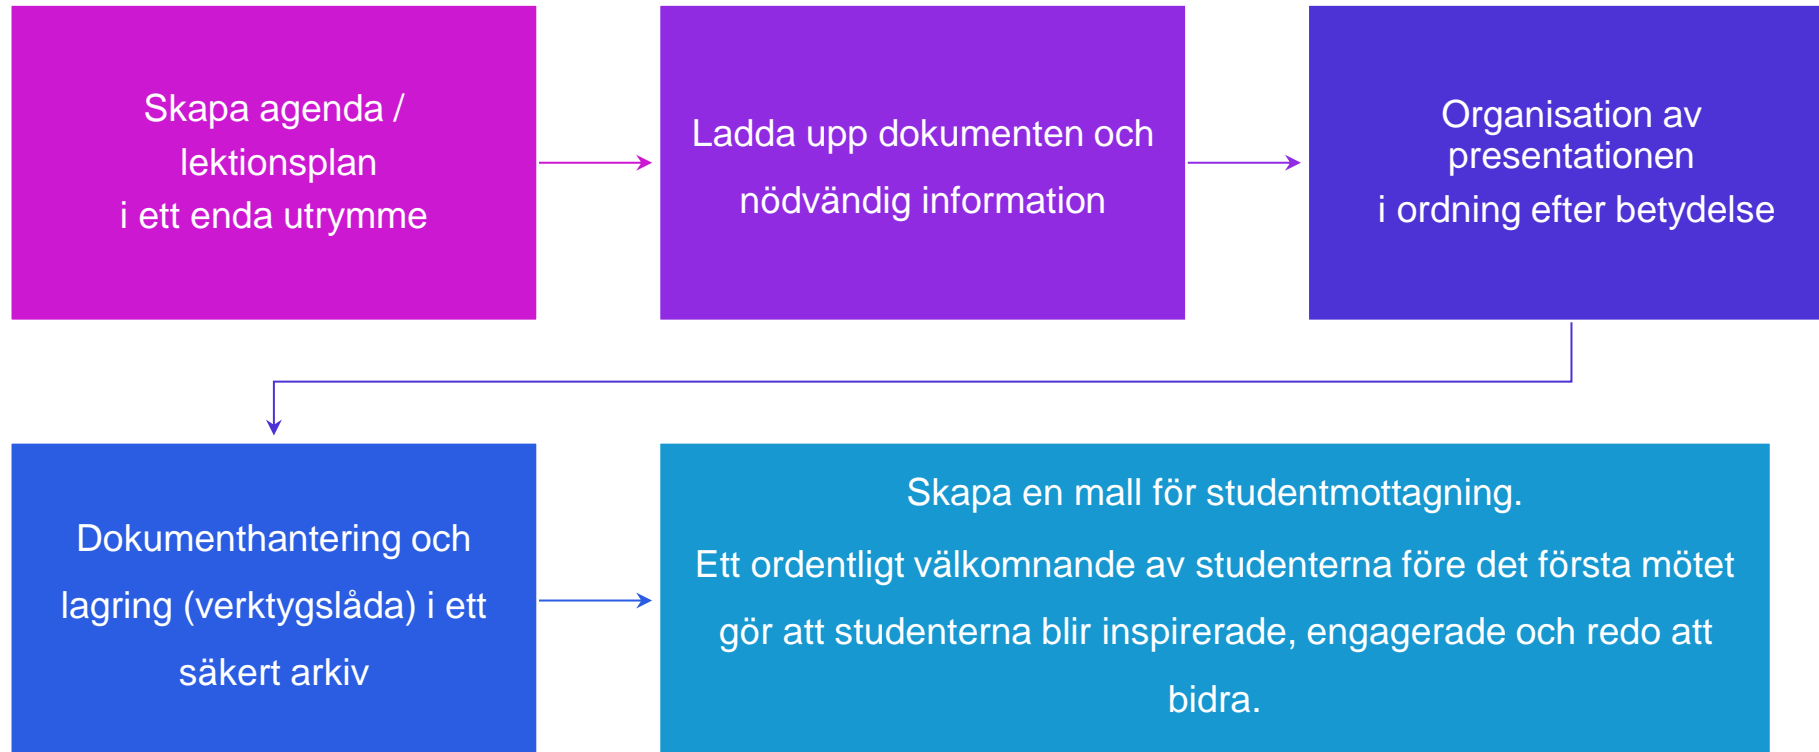 Skapa agenda /
lektionsplan
i ett enda utrymme
Ladda upp dokumenten och
nödvändig information
Organisation av
presentationen
i ordning efter betydelse
Dokumenthantering och
lagring (verktygslåda) i ett
säkert arkiv
Skapa en mall för studentmottagning.
Ett ordentligt välkomnande av studenterna före det första mötet
gör att studenterna blir inspirerade, engagerade och redo att
bidra.